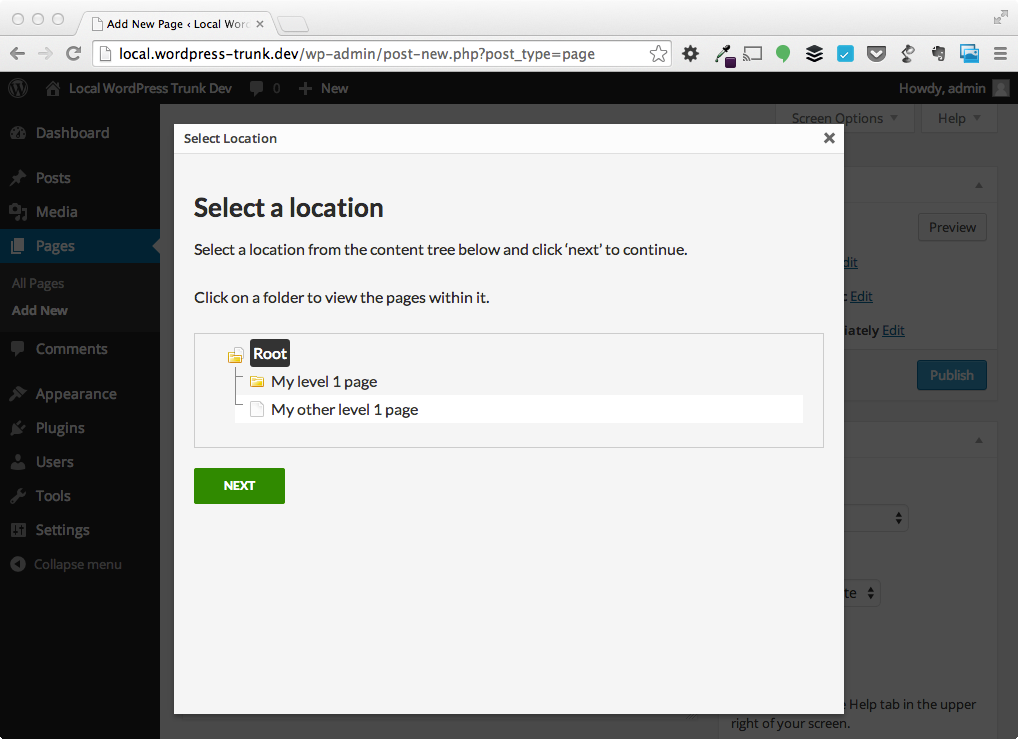 Add New Page ‹ Local Wor
local.wordpress-trunk.dev/wp-admin/post-new.php?post_type=page
Local WordPress Trunk Dev 0 New Howdy, admin
Dashboard
Posts
Media
Pages
All Pages
Add New
Comments
Appearance
Plugins
Users
Tools
Settings
Collapse menu
Screen Options Help
Select Location
Select a location
Select a location from the content tree below and click ‘next’ to continue.
Click on a folder to view the pages within it.
Root
My level 1 page
My other level 1 page
NEXT
Preview
dit
: Edit
iately Edit
Publish
te
Help tab in the upper
right of your screen.